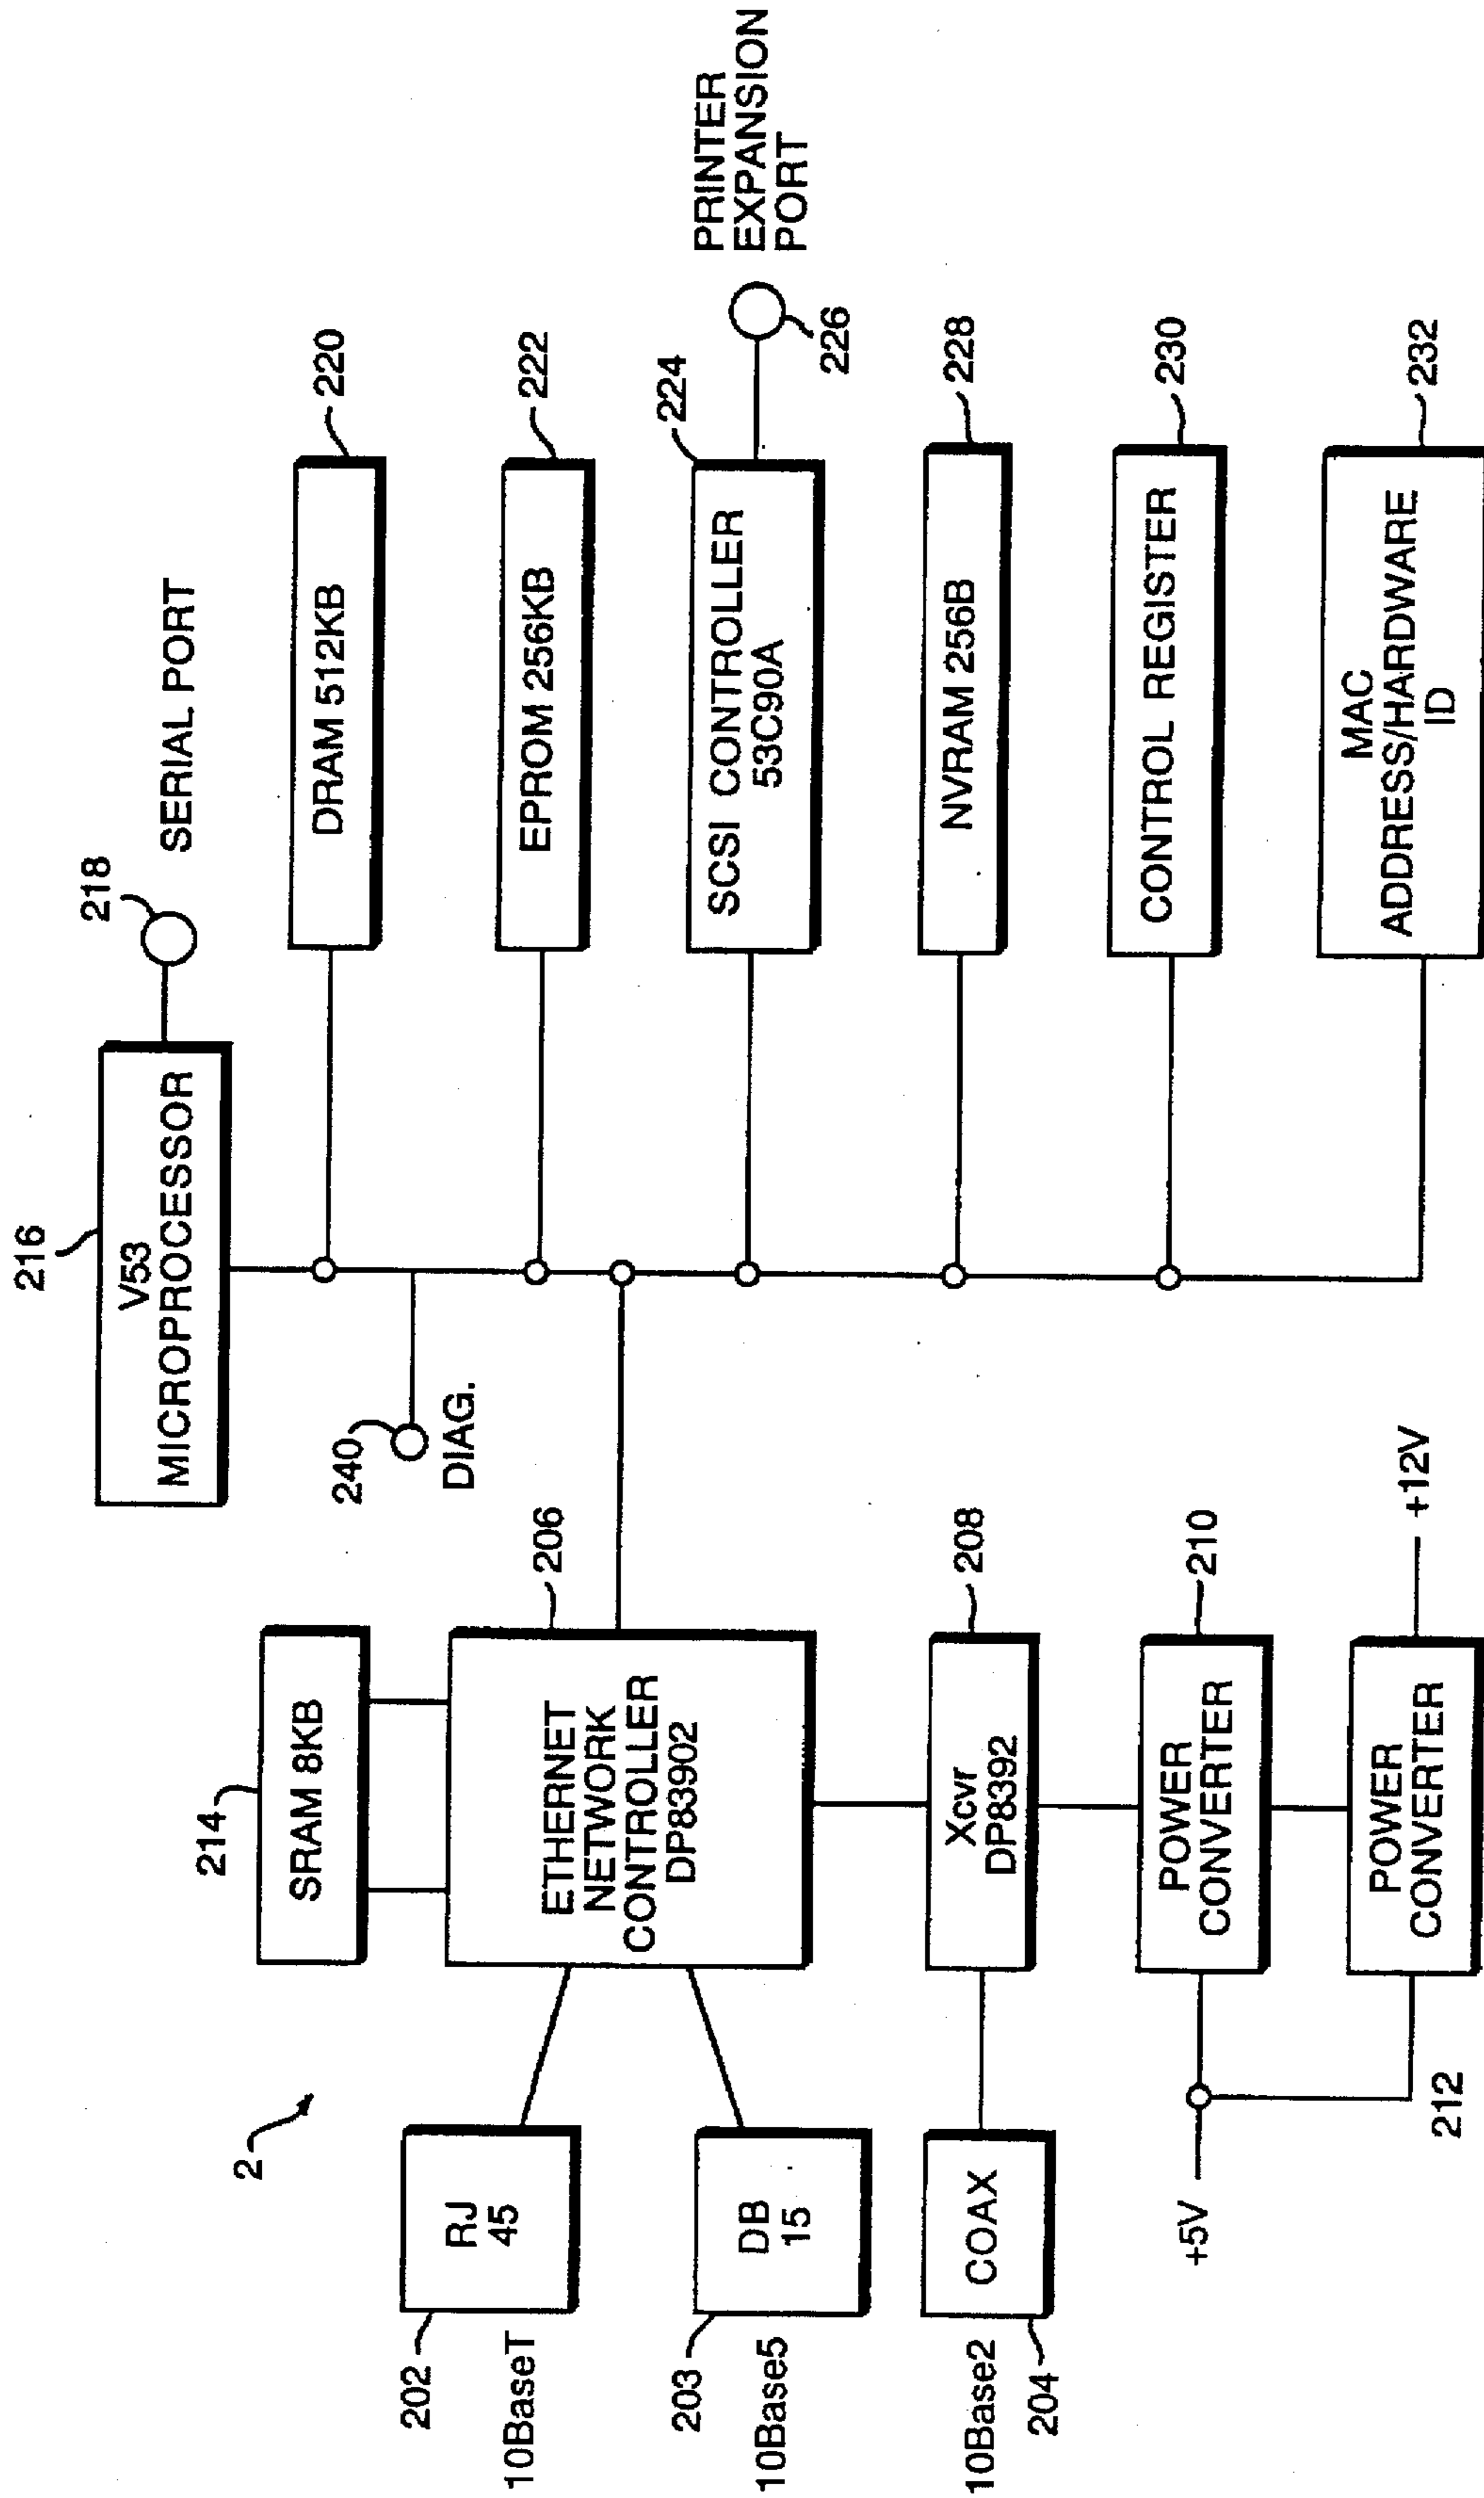 2
202
RJ
45
10BaseT
203
DB
15
10Base5
COAX
10Base2
204
214
SRAM 8KB
206
ETHERNET
NETWORK
CONTROLLER
DP83902
208
Xcvr
DP8392
210
POWER
CONVERTER
+5V
POWER
CONVERTER
+12V
212
216
V53
MICROPROCESSOR
218
SERIAL PORT
240
DIAG.
220
DRAM 512KB
222
EPROM 256KB
224
SCSI CONTROLLER
53C90A
PRINTER
EXPANSION
PORT
226
228
NVRAM 256B
230
CONTROL REGISTER
232
MAC
ADDRESS/HARDWARE
ID